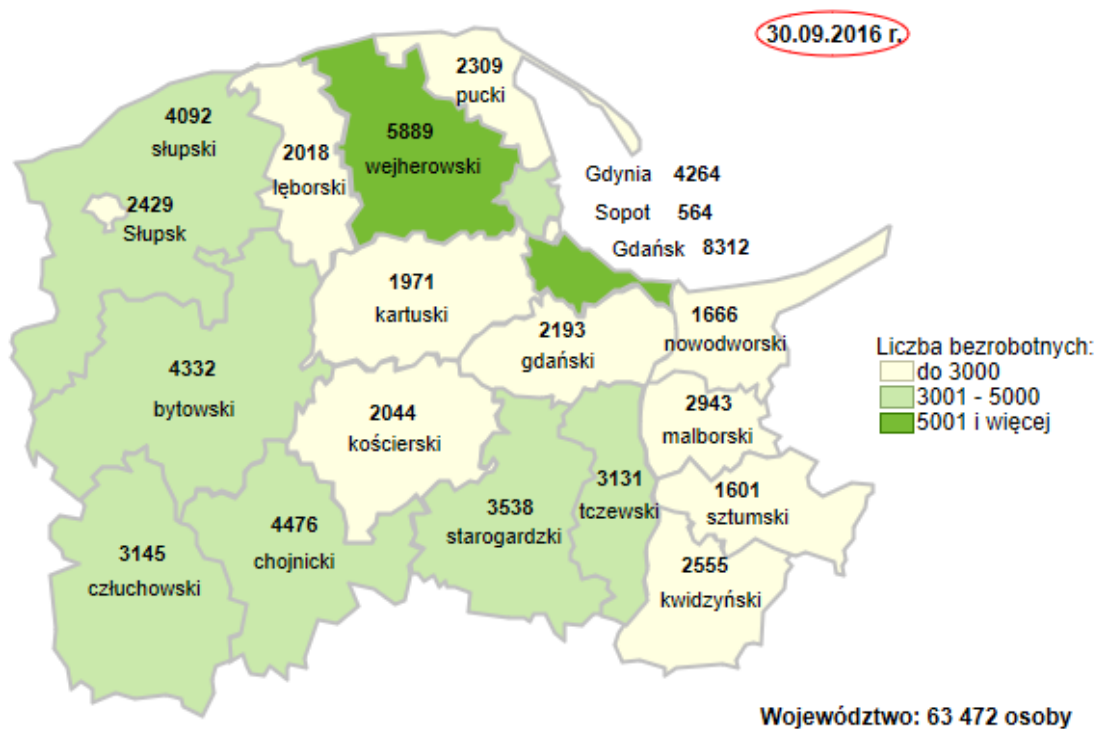 30.09.2016 r.
2309
pucki
4092
słupski
5889
wejherowski
2018
lęborski
Gdynia 4264
2429
Słupsk
Sopot 564
Gdańsk 8312
1971
kartuski
1666
nowodworski
2193
gdański
Liczba bezrobotnych:
do 3000
3001 - 5000
5001 i więcej
4332
bytowski
2044
kościerski
2943
malborski
3131
tczewski
1601
sztumski
3538
starogardzki
4476
chojnicki
3145
człuchowski
2555
kwidzyński
Województwo: 63 472 osoby